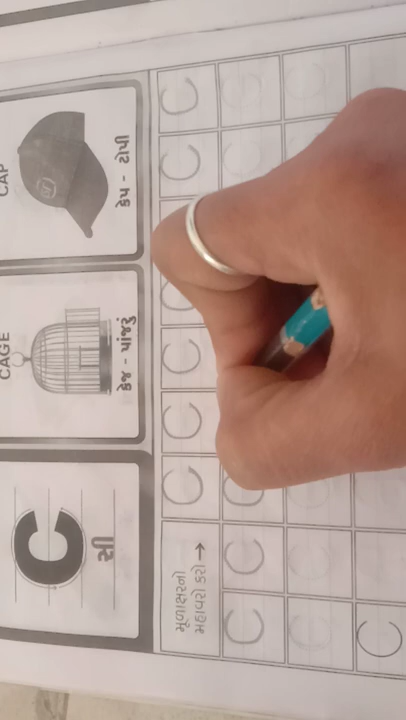 C
સી
CAGE
કેજ - પાંજરું
CAP
કેપ - ટોપી
મૂળાક્ષરનો
મહાવરો કરો →
C C C C C C
C C C C C
C C C C
C